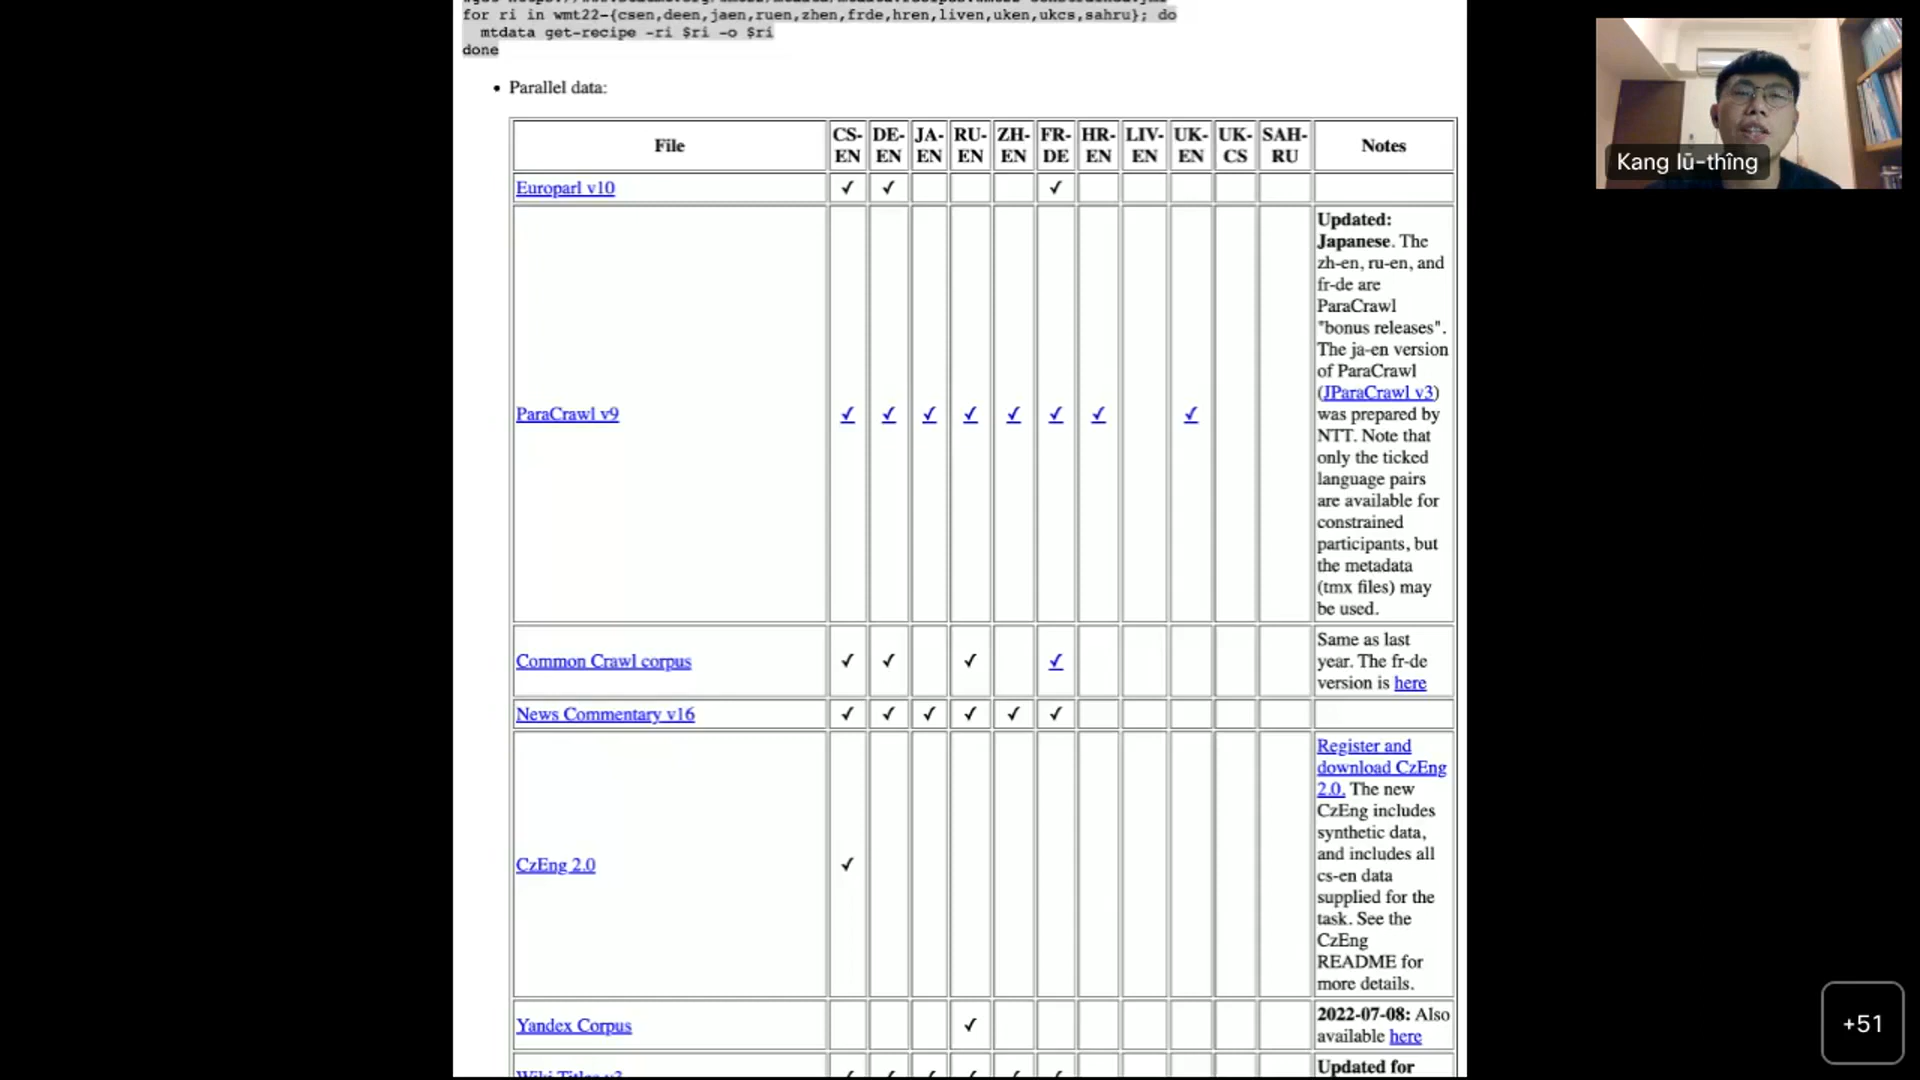 for ri in wmt22-{csen,deen,jaen,ruen,zhen,frde,hren,liven,uken,ukcs,sahru}; do
mtdata get-recipe -ri $ri -o $ri
done
• Parallel data:
File CS-EN DE-EN JA-EN RU-EN ZH-EN FR-DE HR-EN LIV-EN UK-EN UK-CS SAH-RU Notes
Europarl v10 ✓ ✓ ✓
ParaCrawl v9 ✓ ✓ ✓ ✓ ✓ ✓ ✓ ✓
Updated:
Japanese. The
zh-en, ru-en, and
fr-de are
ParaCrawl
"bonus releases".
The ja-en version
of ParaCrawl
(JParaCrawl v3)
was prepared by
NTT. Note that
only the ticked
language pairs
are available for
constrained
participants, but
the metadata
(tmx files) may
be used.
Common Crawl corpus ✓ ✓ ✓ ✓
Same as last
year. The fr-de
version is here
News Commentary v16 ✓ ✓ ✓ ✓ ✓ ✓
CzEng 2.0 ✓
Register and
download CzEng
2.0. The new
CzEng includes
synthetic data,
and includes all
cs-en data
supplied for the
task. See the
CzEng
README for
more details.
Yandex Corpus ✓
2022-07-08: Also
available here
Wiki Titles v3 ✓ ✓ ✓ ✓ ✓ ✓
Updated for
Kang lū-thîng
+51